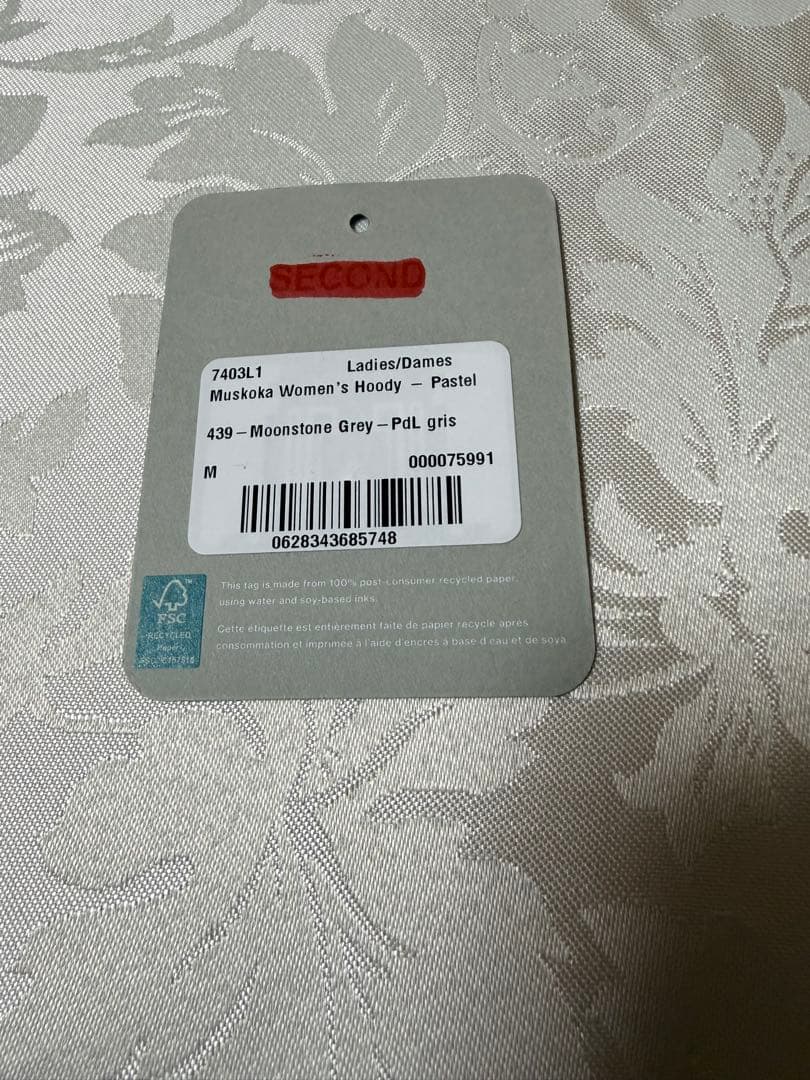 SECOND
7403L1 Ladies/Dames
Muskoka Women's Hoody – Pastel
439 – Moonstone Grey – PdL gris
M 000075991
0628343685748
This tag is made from 100% post-consumer recycled paper,
using water and soy-based inks.
Cette étiquette est entièrement faite de papier recyclé après
consommation et imprimée à l'aide d'encres à base d'eau et de soya
FSC™
RECYCLED
Paper